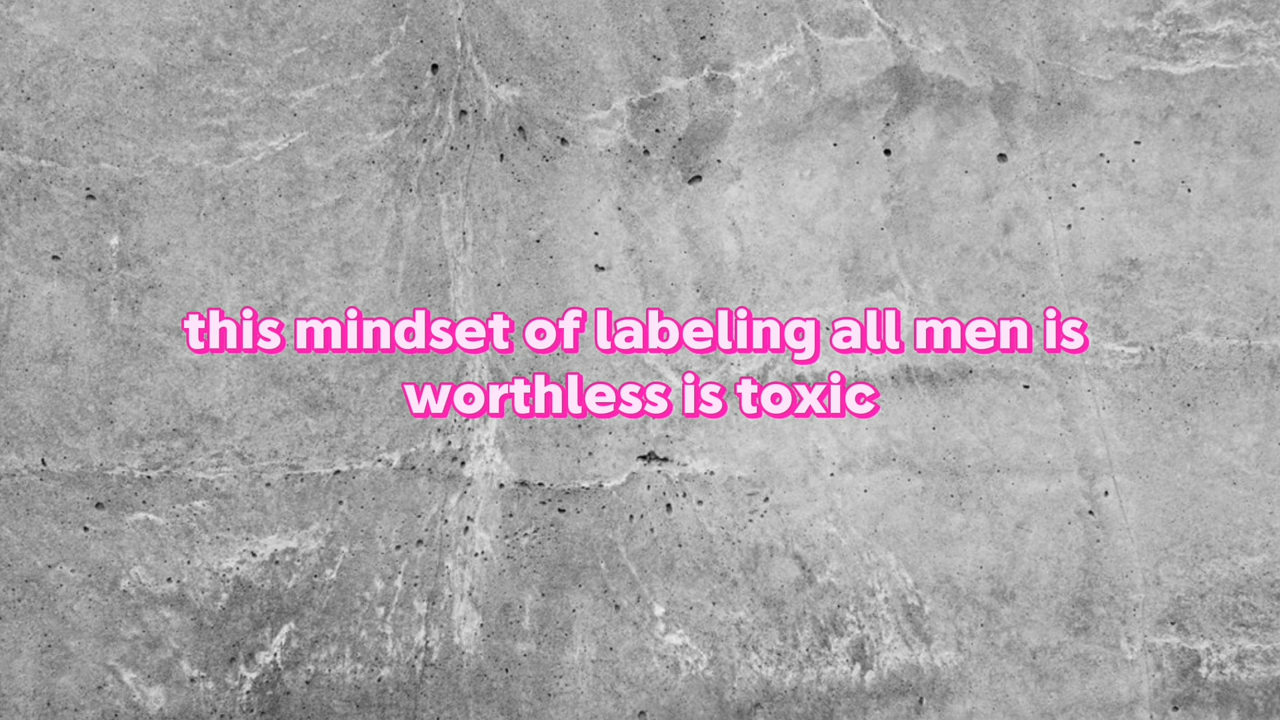 this mindset of labeling all men is
worthless is toxic